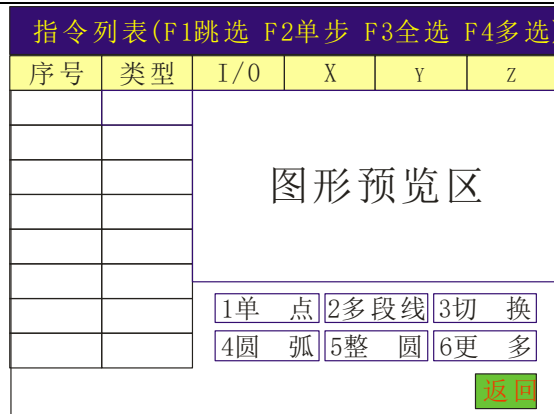 指令列表(F1跳选 F2单步 F3全选 F4多选)
序号 类型 I/O X Y Z
图形预览区
1单 点 2多段线 3切 换
4圆 弧 5整 圆 6更 多
返回